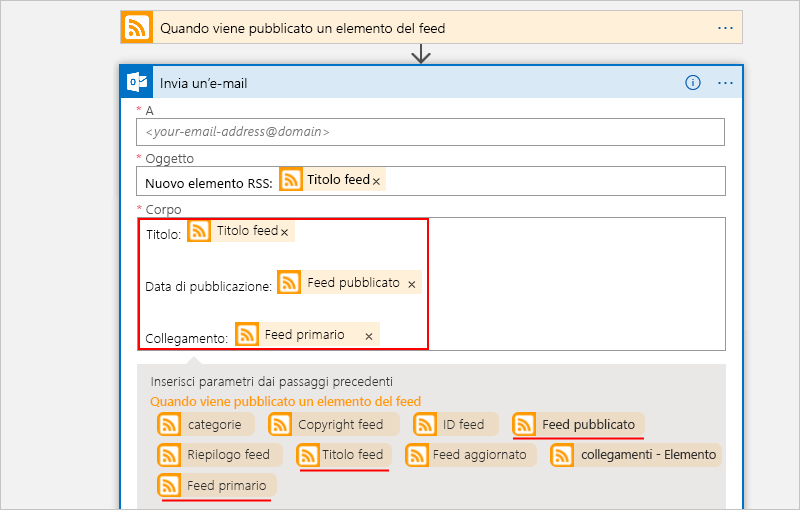 Quando viene pubblicato un elemento del feed ...
Invia un'e-mail ...
* A
<your-email-address@domain>
* Oggetto
Nuovo elemento RSS: Titolo feed ×
* Corpo
Titolo: Titolo feed ×
Data di pubblicazione: Feed pubblicato ×
Collegamento: Feed primario ×
Inserisci parametri dai passaggi precedenti
Quando viene pubblicato un elemento del feed
categorie Copyright feed ID feed Feed pubblicato
Riepilogo feed Titolo feed Feed aggiornato collegamenti - Elemento
Feed primario